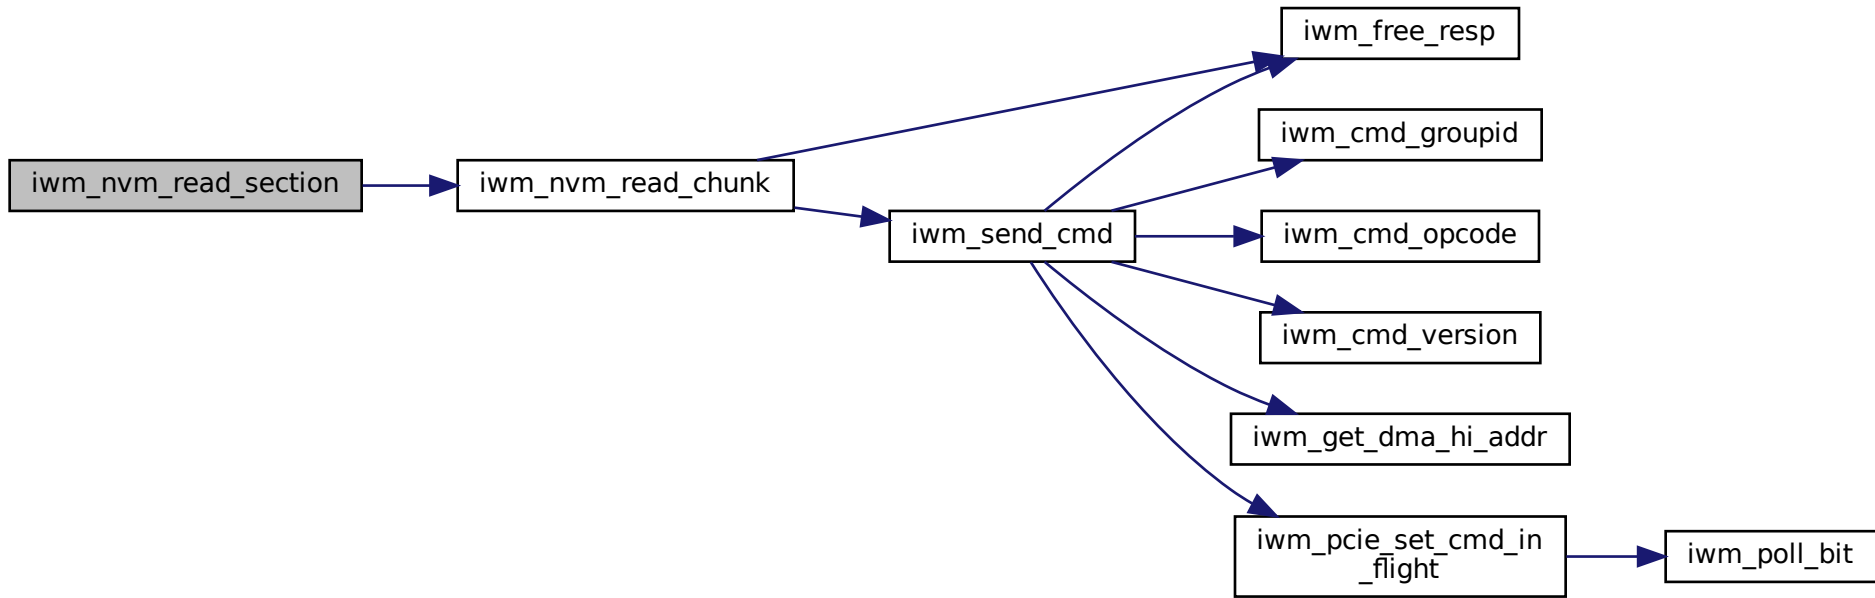 iwm_nvm_read_section
iwm_nvm_read_chunk
iwm_send_cmd
iwm_free_resp
iwm_cmd_groupid
iwm_cmd_opcode
iwm_cmd_version
iwm_get_dma_hi_addr
iwm_pcie_set_cmd_in
_flight
iwm_poll_bit